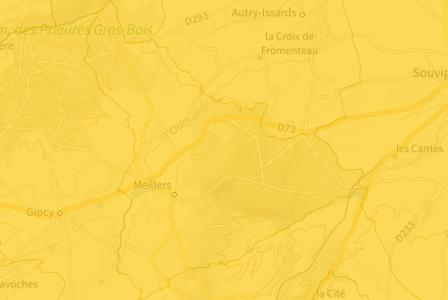 D293
Autry-Issards
m. des Prieurés Gros-Bois
ère
la Croix de
Fromenteau
Souvig
l'Ours
D73
les Cantes
Meillers
Gipcy
D233
avoches
la Cité